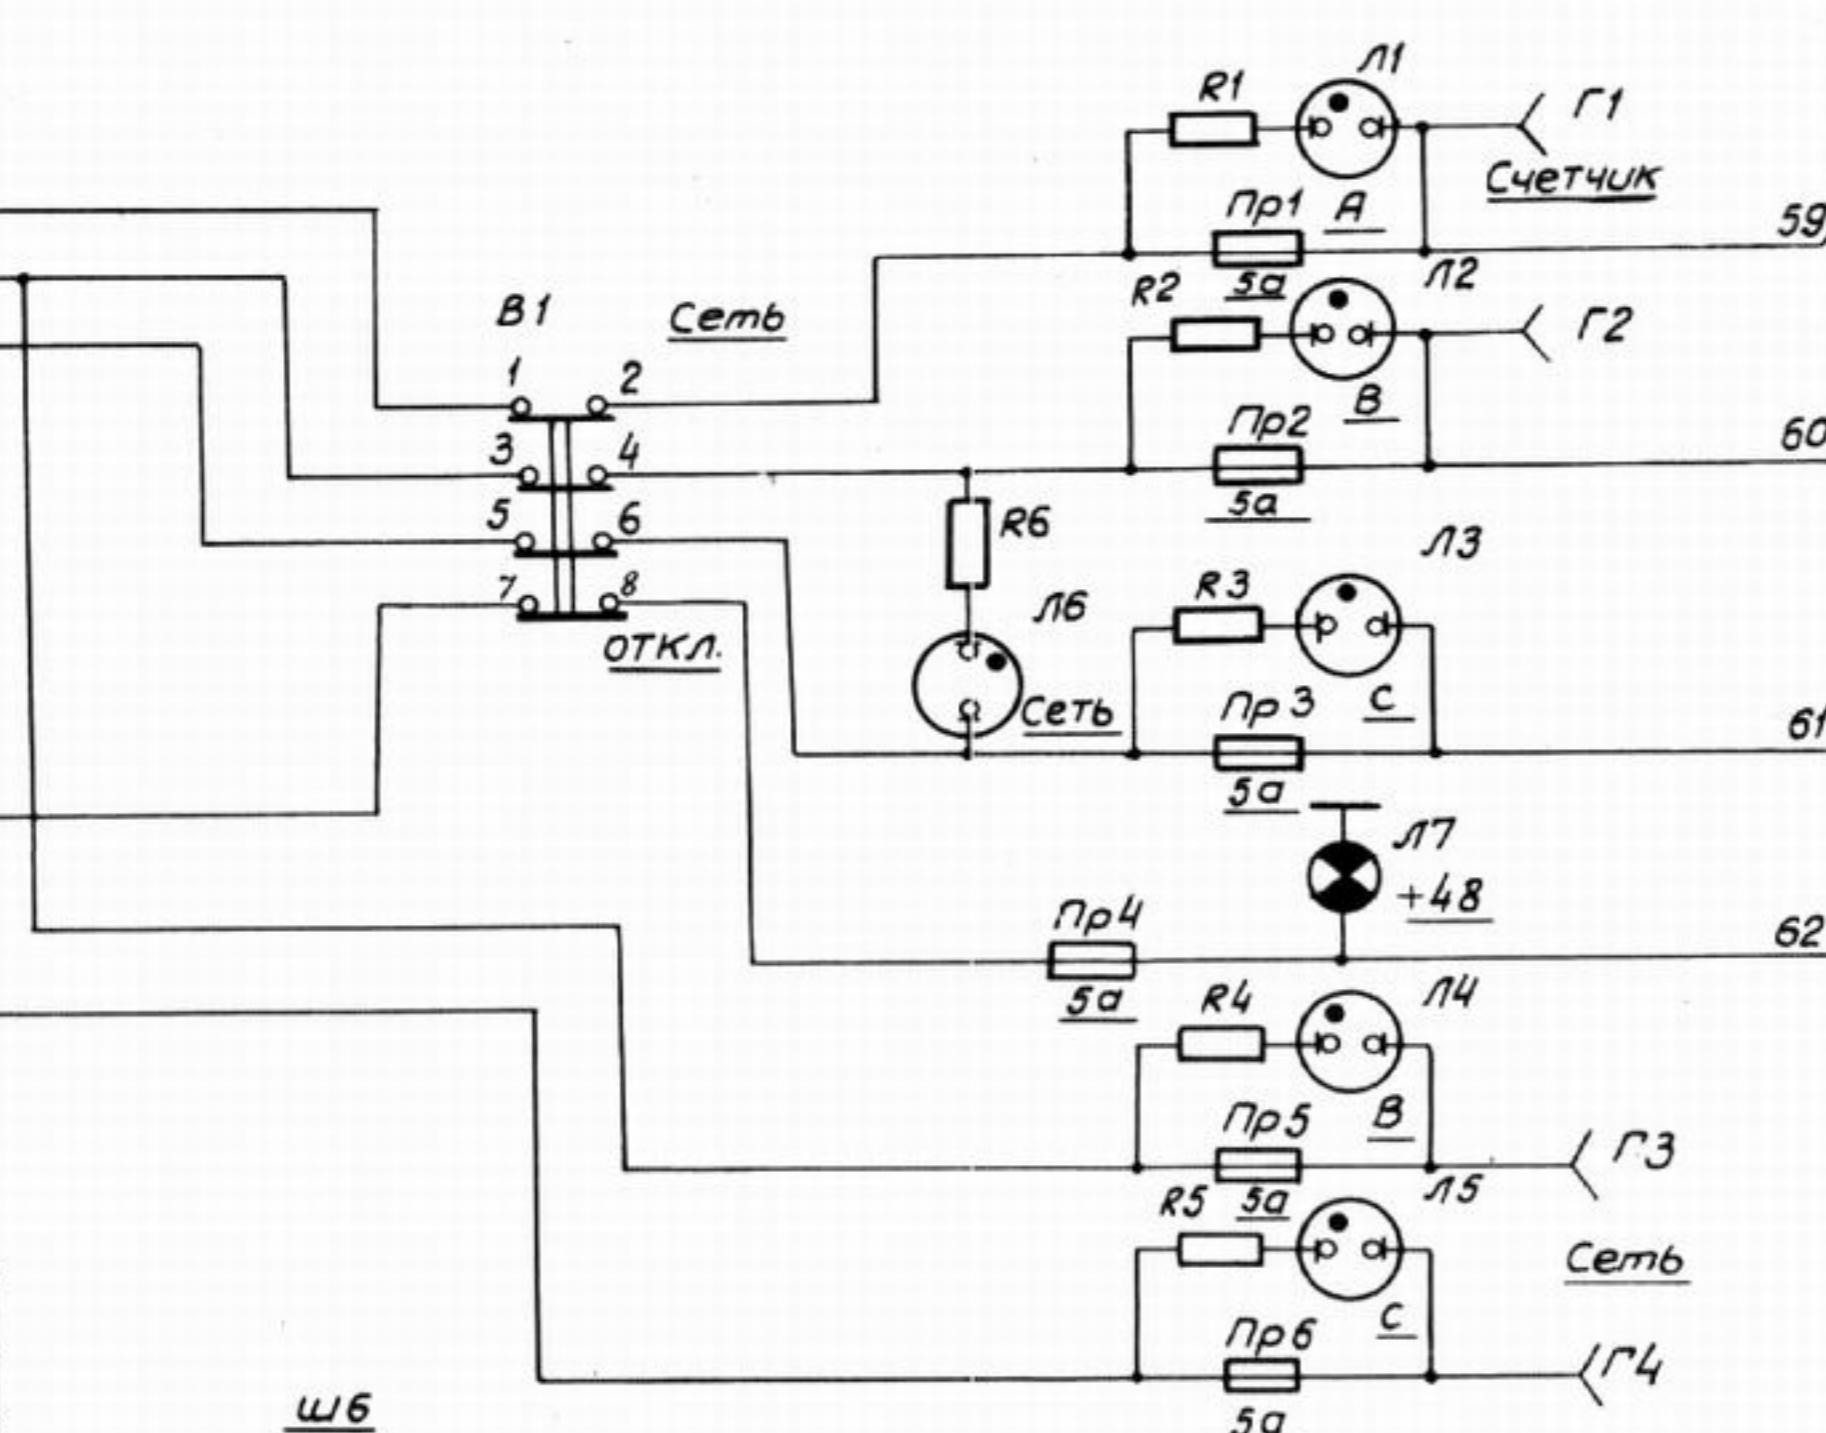 Л1
R1
Г1
Счетчик
Пр1
А
59
5а
Л2
R2
Г2
В1
Сеть
1
2
В
Пр2
60
3
4
5а
5
6
R6
Л3
7
8
R3
Л6
откл.
Сеть
Пр3
С
61
5а
Л7
+48
Пр4
62
5а
R4
Л4
Пр5
В
Г3
R5
5а
Л5
Сеть
Пр6
С
Г4
Ш6
5а